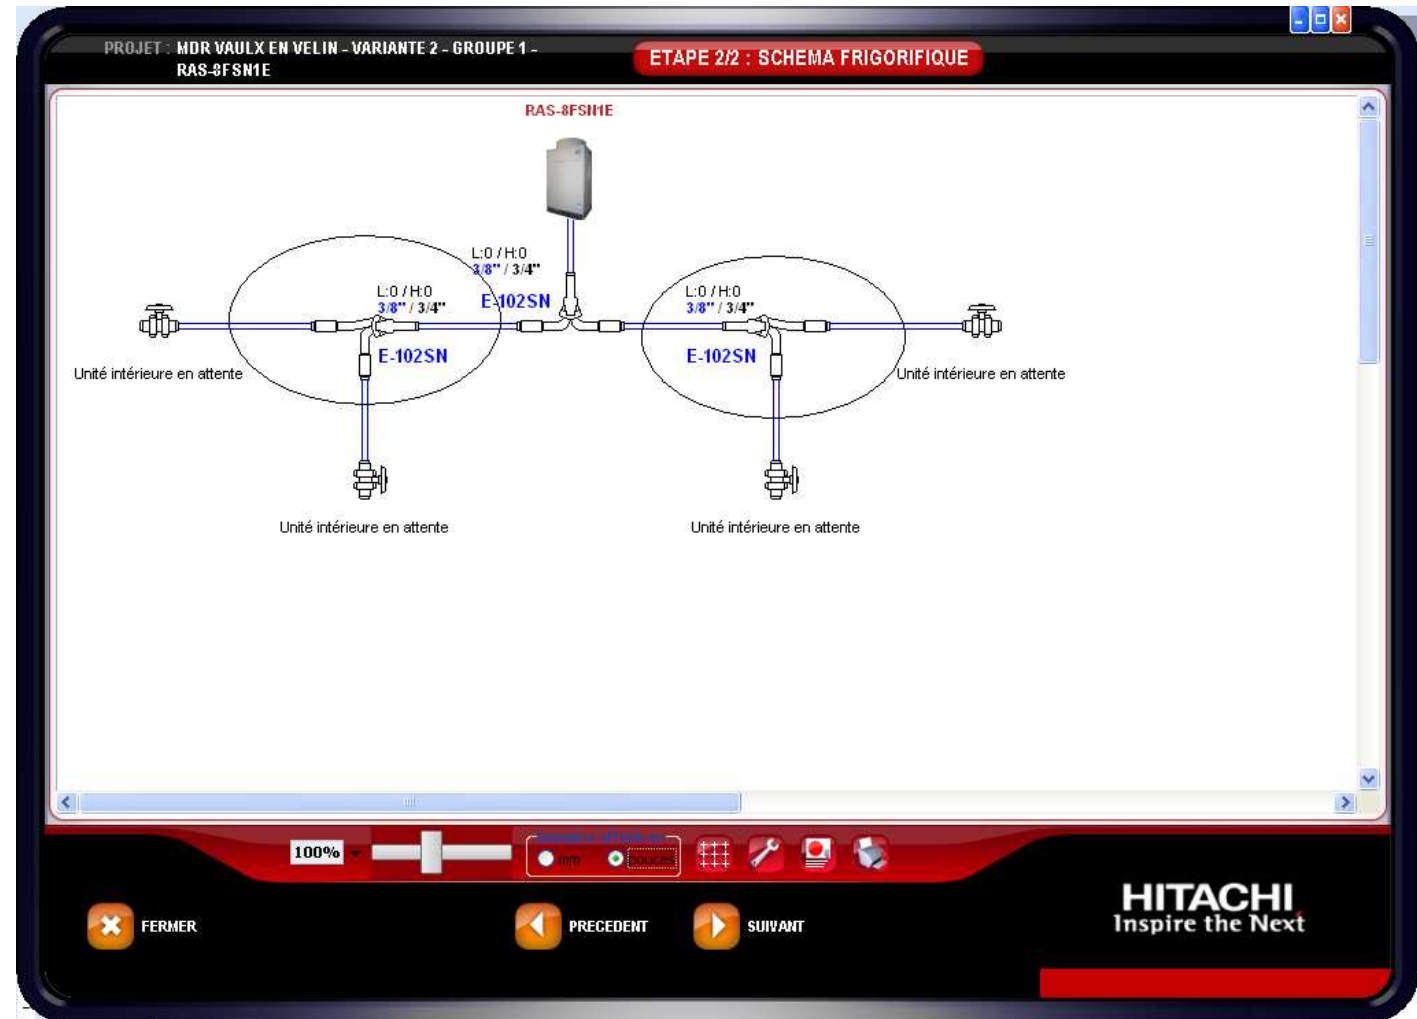 PROJET : MDR VAULX EN VELIN - VARIANTE 2 - GROUPE 1 -
RAS-8FSN1E
ETAPE 2/2 : SCHEMA FRIGORIFIQUE
RAS-8FSN1E
L:0 / H:0
3/8" / 3/4"
E-102SN
L:0 / H:0
3/8" / 3/4"
E-102SN
L:0 / H:0
3/8" / 3/4"
E-102SN
Unité intérieure en attente
Unité intérieure en attente
Unité intérieure en attente
Unité intérieure en attente
100%
mm
pouces
FERMER
PRECEDENT
SUIVANT
HITACHI
Inspire the Next